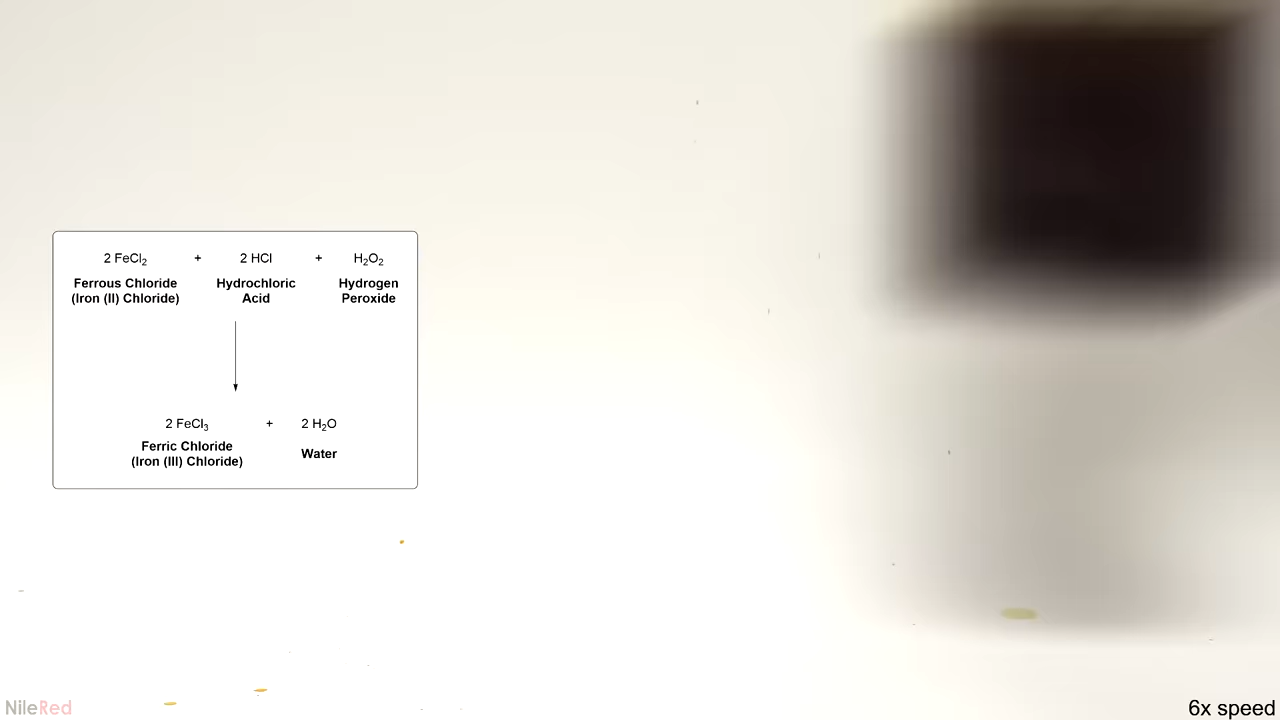 2 FeCl₂ + 2 HCl + H₂O₂
Ferrous Chloride Hydrochloric Hydrogen
(Iron (II) Chloride) Acid Peroxide
2 FeCl₃ + 2 H₂O
Ferric Chloride
(Iron (III) Chloride) Water
NileRed
6x speed